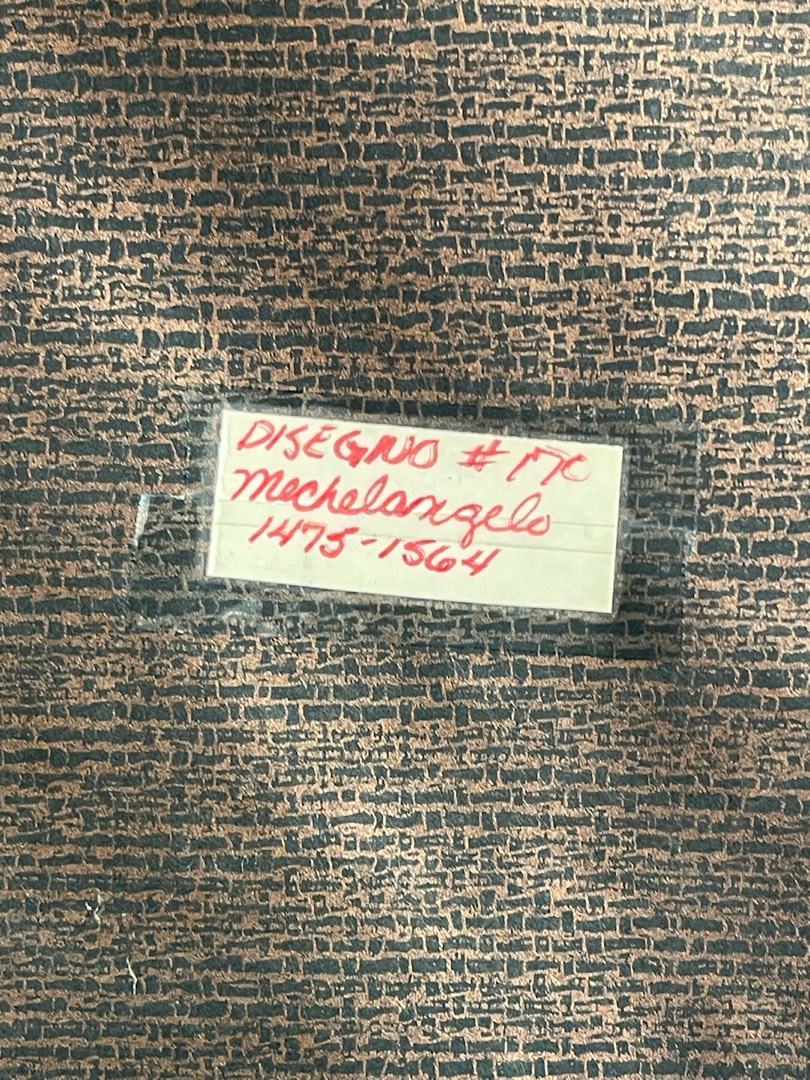 DISEGNO # 170
Mechelangelo
1475-1564